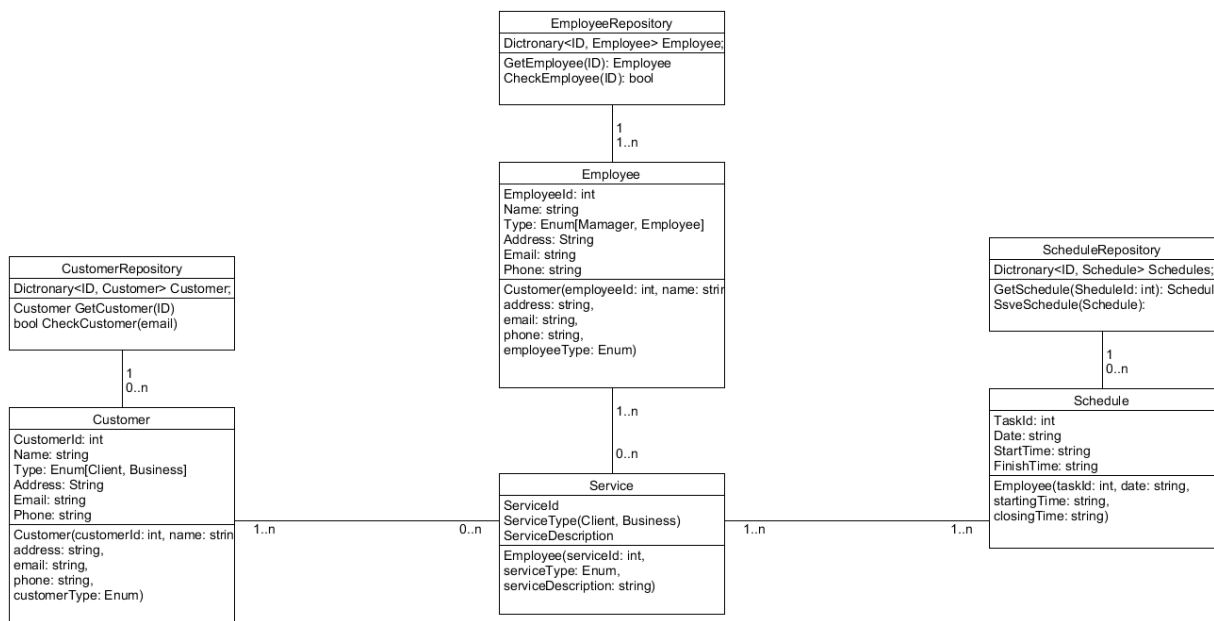 EmployeeRepository
Dictronary<ID, Employee> Employee;
GetEmployee(ID): Employee
CheckEmployee(ID): bool
1
1..n
Employee
EmployeeId: int
Name: string
Type: Enum[Mamager, Employee]
Address: String
Email: string
Phone: string
Customer(employeeId: int, name: strin
address: string,
email: string,
phone: string,
employeeType: Enum)
1..n
0..n
CustomerRepository
Dictronary<ID, Customer> Customer;
Customer GetCustomer(ID)
bool CheckCustomer(email)
1
0..n
Customer
CustomerId: int
Name: string
Type: Enum[Client, Business]
Address: String
Email: string
Phone: string
Customer(customerId: int, name: strin
address: string,
email: string,
phone: string,
customerType: Enum)
1..n
0..n
Service
ServiceId
ServiceType(Client, Business)
ServiceDescription
Employee(serviceId: int,
serviceType: Enum,
serviceDescription: string)
1..n
1..n
ScheduleRepository
Dictronary<ID, Schedule> Schedules;
GetSchedule(SheduleId: int): Schedul
SsveSchedule(Schedule):
1
0..n
Schedule
TaskId: int
Date: string
StartTime: string
FinishTime: string
Employee(taskId: int, date: string,
startingTime: string,
closingTime: string)